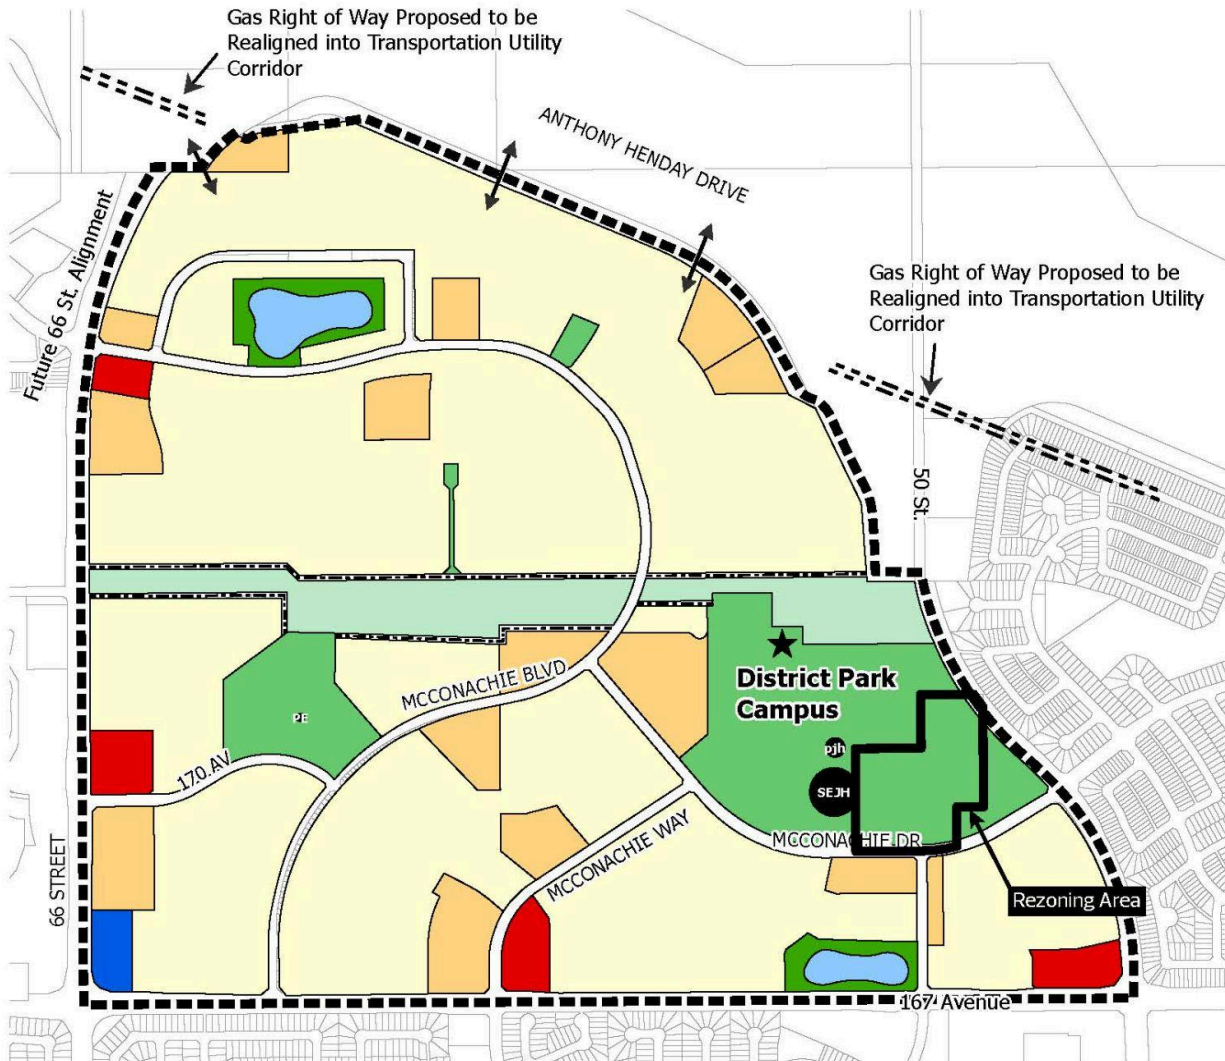 Gas Right of Way Proposed to be
Realigned into Transportation Utility
Corridor
ANTHONY HENDAY DRIVE
Future 66 St. Alignment
Gas Right of Way Proposed to be
Realigned into Transportation Utility
Corridor
50 St.
District Park
Campus
MCCONACHIE BLVD
PE
pjh
170 AV
SEJH
MCCONACHIE DR
MCCONACHIE WAY
66 STREET
Rezoning Area
167 Avenue